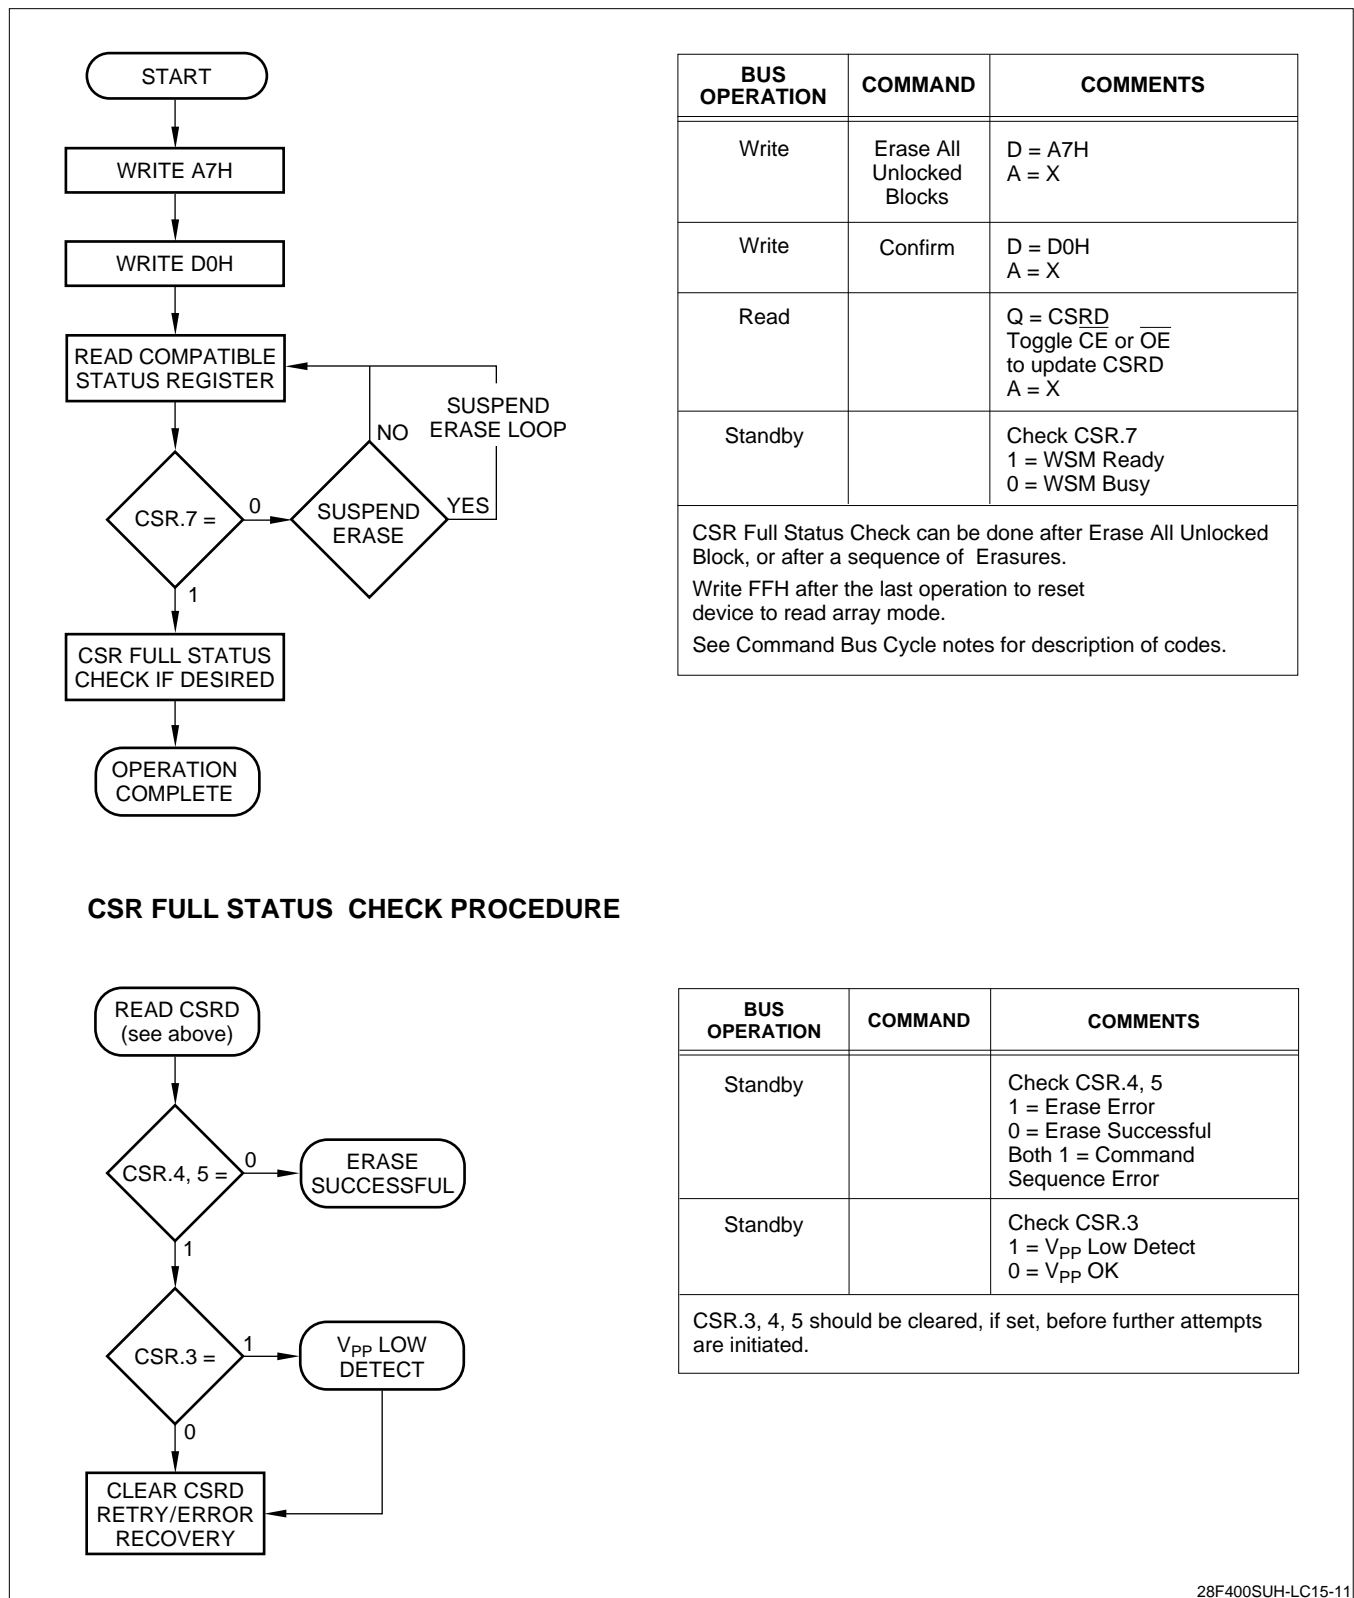 START
WRITE A7H
WRITE D0H
READ COMPATIBLE
STATUS REGISTER
SUSPEND
ERASE LOOP
NO
CSR.7 =
0
SUSPEND
ERASE
YES
1
CSR FULL STATUS
CHECK IF DESIRED
OPERATION
COMPLETE
BUS
OPERATION
COMMAND
COMMENTS
Write
Erase All
Unlocked
Blocks
D = A7H
A = X
Write
Confirm
D = D0H
A = X
Read
Q = CSRD
Toggle C̅E̅ or O̅E̅
to update CSRD
A = X
Standby
Check CSR.7
1 = WSM Ready
0 = WSM Busy
CSR Full Status Check can be done after Erase All Unlocked
Block, or after a sequence of Erasures.
Write FFH after the last operation to reset
device to read array mode.
See Command Bus Cycle notes for description of codes.
CSR FULL STATUS CHECK PROCEDURE
READ CSRD
(see above)
CSR.4, 5 =
0
ERASE
SUCCESSFUL
1
CSR.3 =
1
VPP LOW
DETECT
0
CLEAR CSRD
RETRY/ERROR
RECOVERY
BUS
OPERATION
COMMAND
COMMENTS
Standby
Check CSR.4, 5
1 = Erase Error
0 = Erase Successful
Both 1 = Command
Sequence Error
Standby
Check CSR.3
1 = VPP Low Detect
0 = VPP OK
CSR.3, 4, 5 should be cleared, if set, before further attempts
are initiated.
28F400SUH-LC15-11